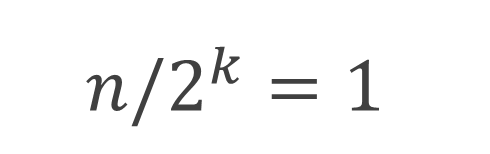 n/2^k = 1